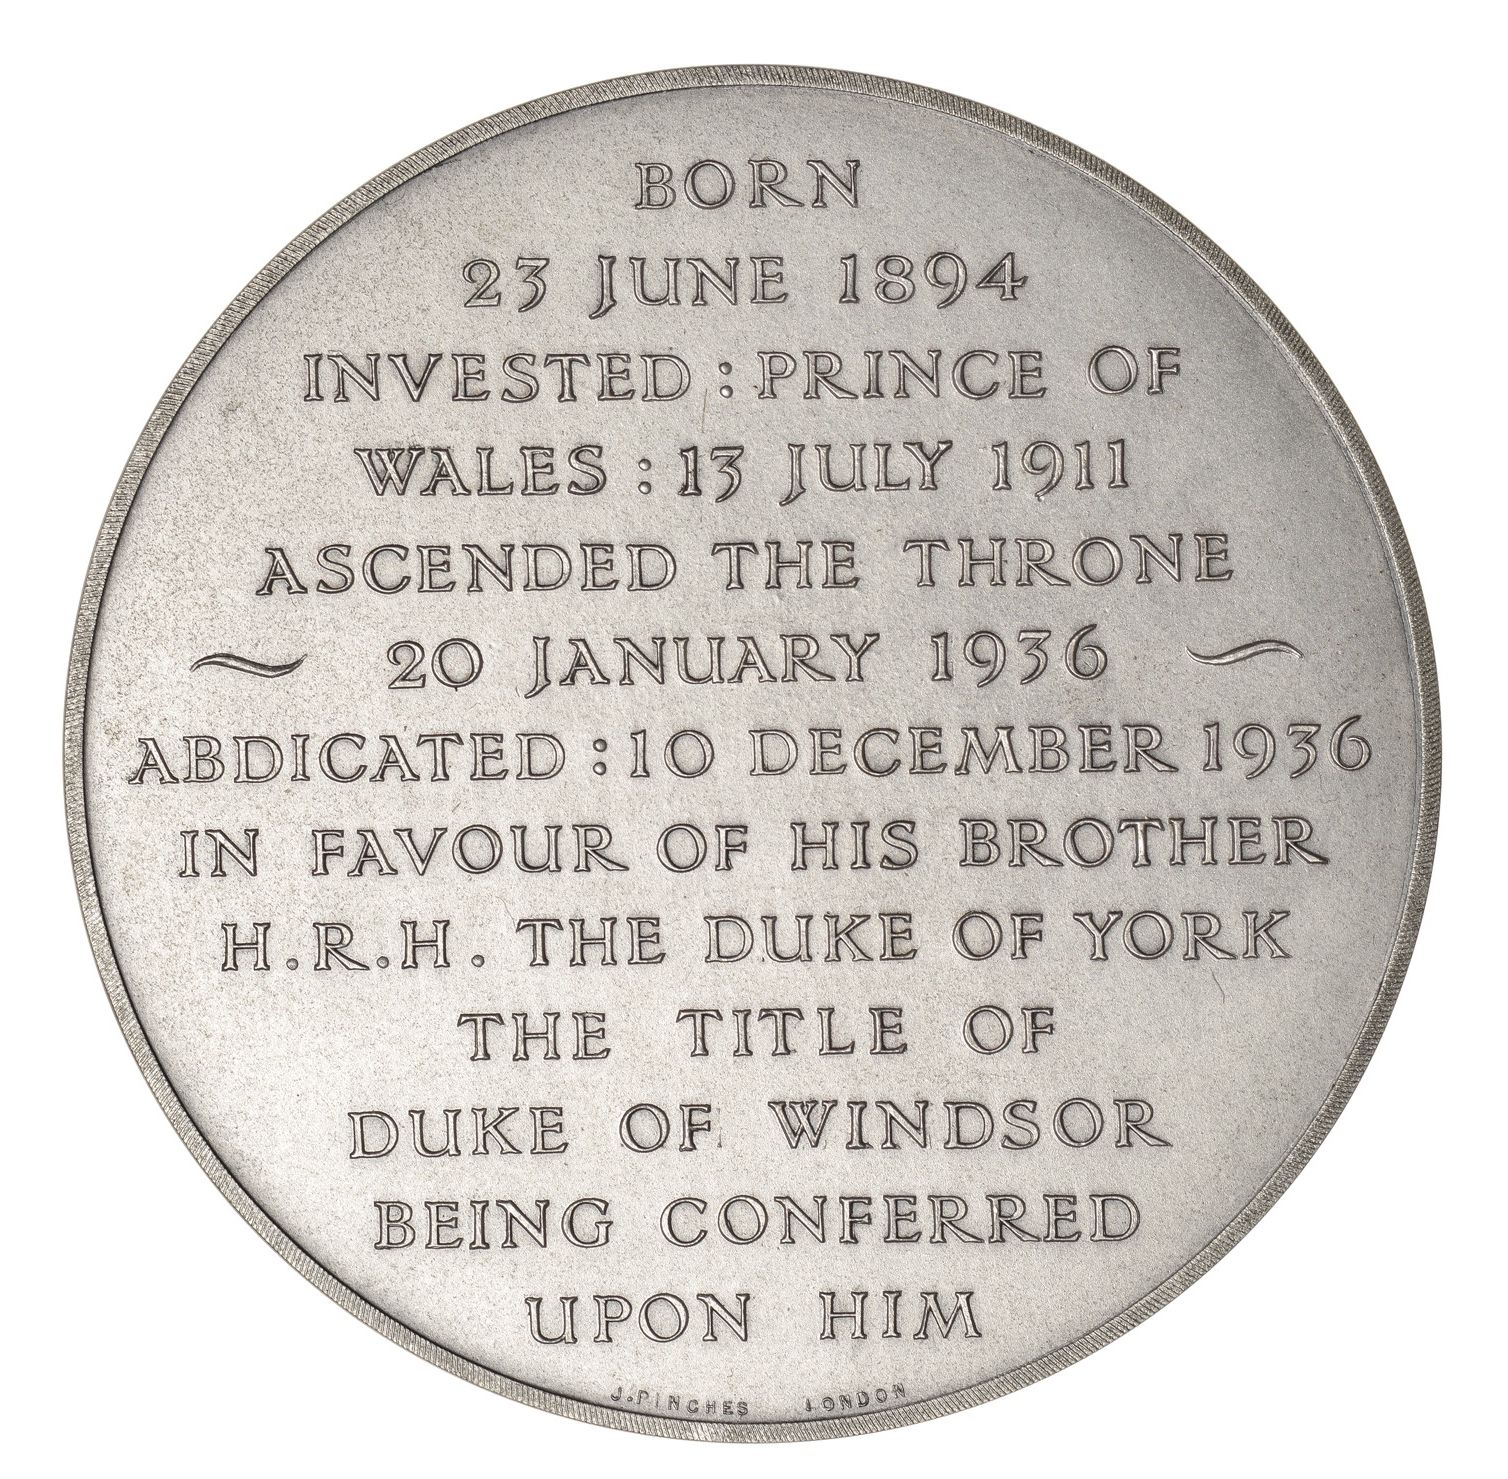 BORN
23 JUNE 1894
INVESTED : PRINCE OF
WALES : 13 JULY 1911
ASCENDED THE THRONE
~ 20 JANUARY 1936 ~
ABDICATED : 10 DECEMBER 1936
IN FAVOUR OF HIS BROTHER
H.R.H. THE DUKE OF YORK
THE TITLE OF
DUKE OF WINDSOR
BEING CONFERRED
UPON HIM
J. PINCHES LONDON